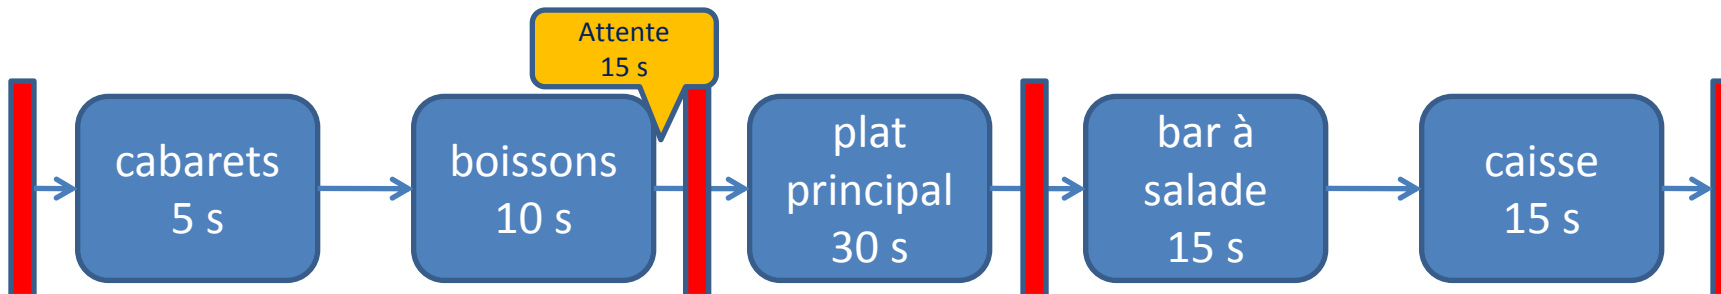 Attente
15 s
cabarets
5 s
boissons
10 s
plat
principal
30 s
bar à
salade
15 s
caisse
15 s